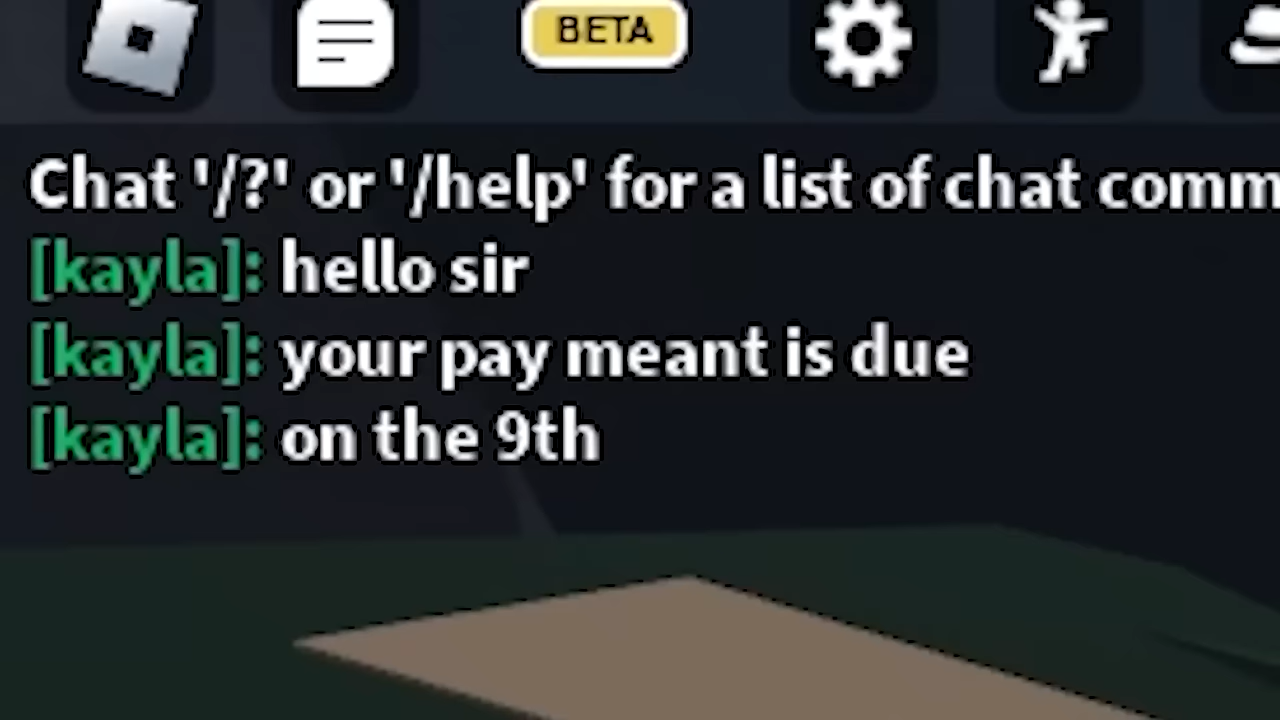 BETA
Chat '/?' or '/help' for a list of chat comm
[kayla]: hello sir
[kayla]: your pay meant is due
[kayla]: on the 9th